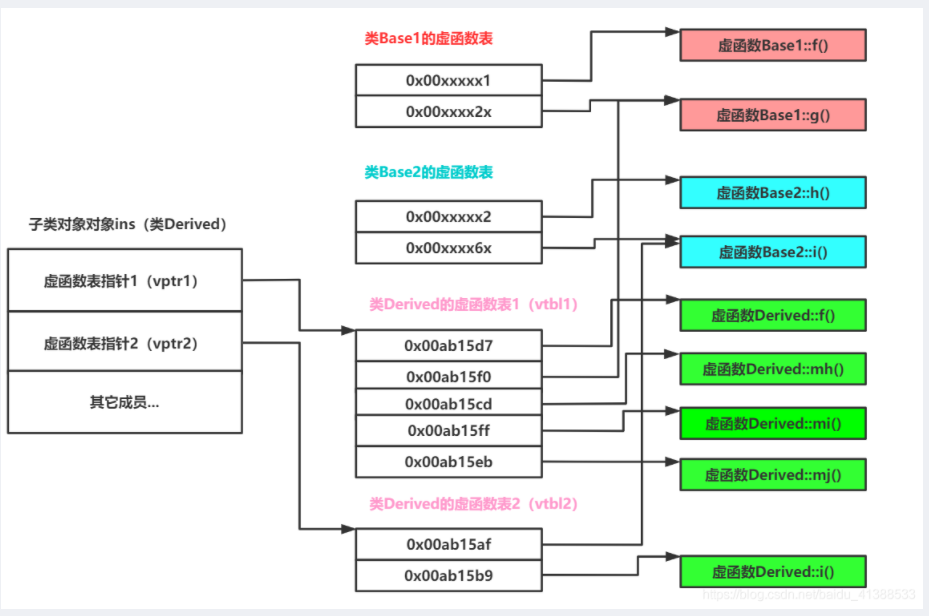 类Base1的虚函数表
0x00xxxxx1
0x00xxxx2x
虚函数Base1::f()
虚函数Base1::g()
类Base2的虚函数表
0x00xxxxx2
0x00xxxx6x
虚函数Base2::h()
虚函数Base2::i()
子类对象对象ins（类Derived）
虚函数表指针1（vptr1）
虚函数表指针2（vptr2）
其它成员...
类Derived的虚函数表1（vtbl1）
0x00ab15d7
0x00ab15f0
0x00ab15cd
0x00ab15ff
0x00ab15eb
虚函数Derived::f()
虚函数Derived::mh()
虚函数Derived::mi()
虚函数Derived::mj()
类Derived的虚函数表2（vtbl2）
0x00ab15af
0x00ab15b9
虚函数Derived::i()
https://blog.csdn.net/baidu_41388533